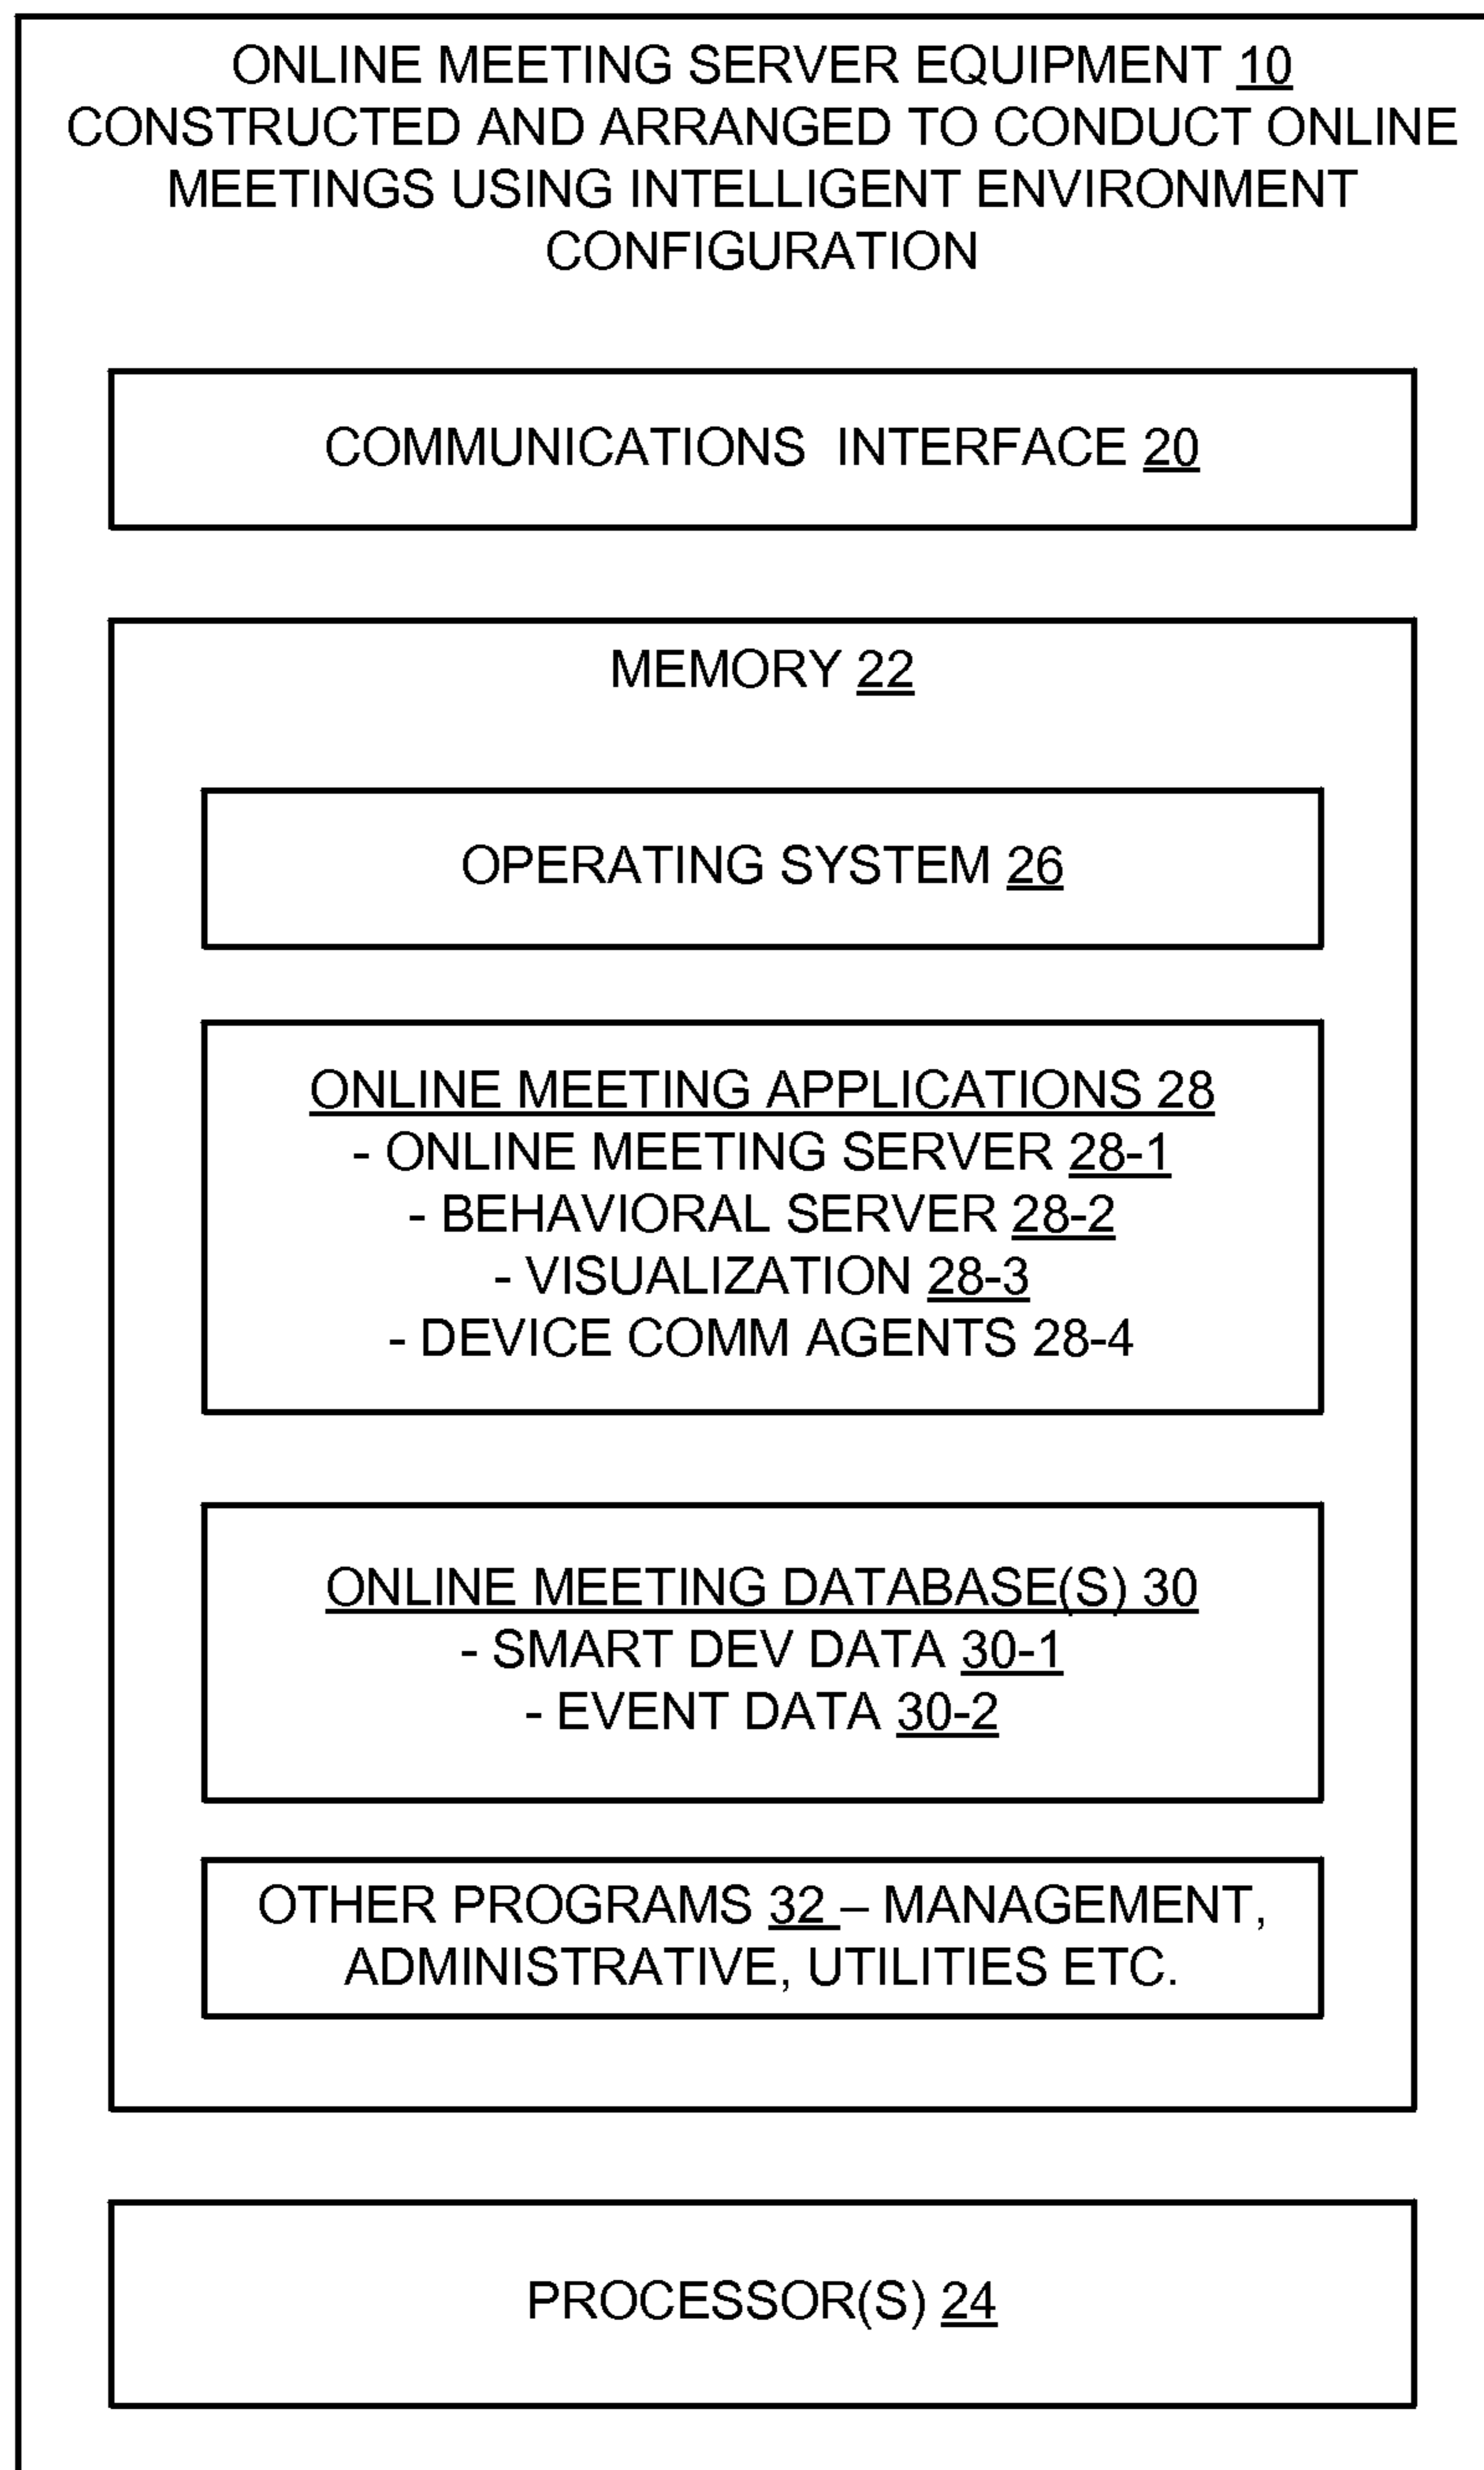 ONLINE MEETING SERVER EQUIPMENT 10
CONSTRUCTED AND ARRANGED TO CONDUCT ONLINE
MEETINGS USING INTELLIGENT ENVIRONMENT
CONFIGURATION
COMMUNICATIONS INTERFACE 20
MEMORY 22
OPERATING SYSTEM 26
ONLINE MEETING APPLICATIONS 28
- ONLINE MEETING SERVER 28-1
- BEHAVIORAL SERVER 28-2
- VISUALIZATION 28-3
- DEVICE COMM AGENTS 28-4
ONLINE MEETING DATABASE(S) 30
- SMART DEV DATA 30-1
- EVENT DATA 30-2
OTHER PROGRAMS 32 – MANAGEMENT,
ADMINISTRATIVE, UTILITIES ETC.
PROCESSOR(S) 24